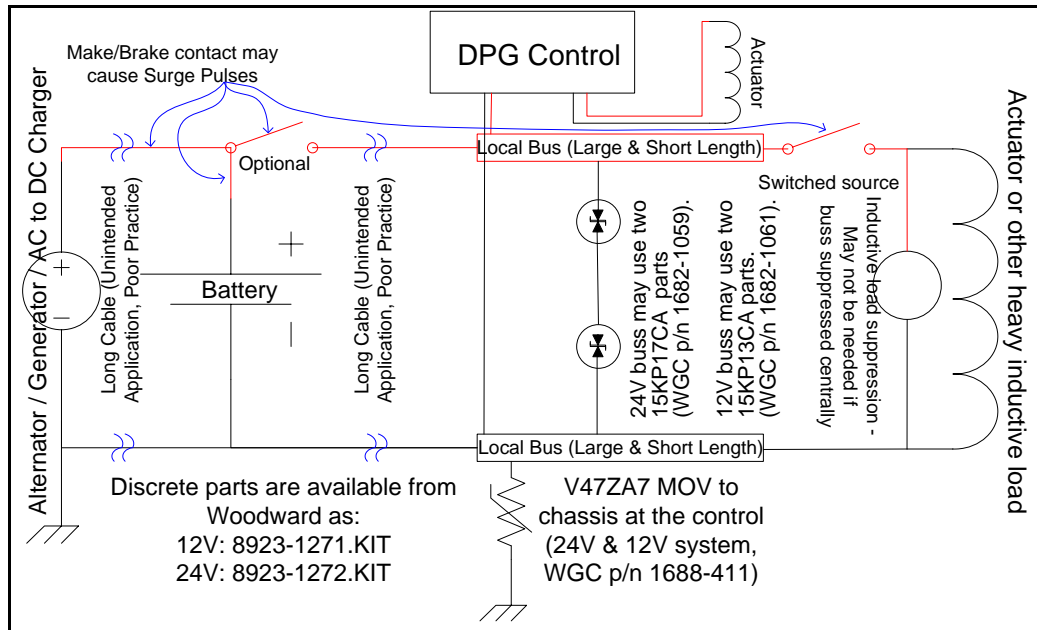 Make/Brake contact may
cause Surge Pulses
DPG Control
Actuator
Local Bus (Large & Short Length)
Optional
Switched source
Alternator / Generator / AC to DC Charger
+
–
Long Cable (Unintended
Application, Poor Practice)
Battery
+
–
Long Cable (Unintended
Application, Poor Practice)
24V buss may use two
15KP17CA parts
(WGC p/n 1682-1059).
12V buss may use two
15KP13CA parts.
(WGC p/n 1682-1061).
Inductive load suppression -
May not be needed if
buss suppressed centrally
Actuator or other heavy inductive load
Local Bus (Large & Short Length)
Discrete parts are available from
Woodward as:
12V: 8923-1271.KIT
24V: 8923-1272.KIT
V47ZA7 MOV to
chassis at the control
(24V & 12V system,
WGC p/n 1688-411)